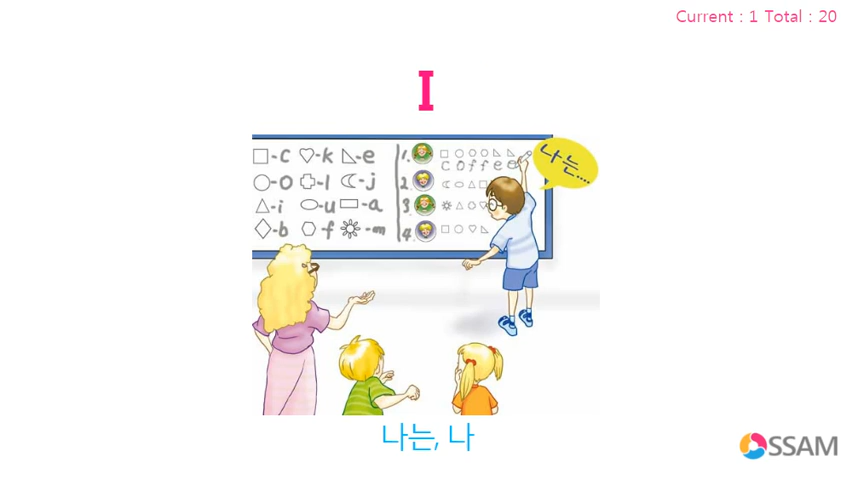 Current : 1 Total : 20
I
□-c ♡-k ◺-e
○-o ✚-l ☾-j
△-i ⬭-u ▭-a
◇-b ⬡-f ☼-m
1.
coffee
2
3
4
나는....
나는, 나
SSAM